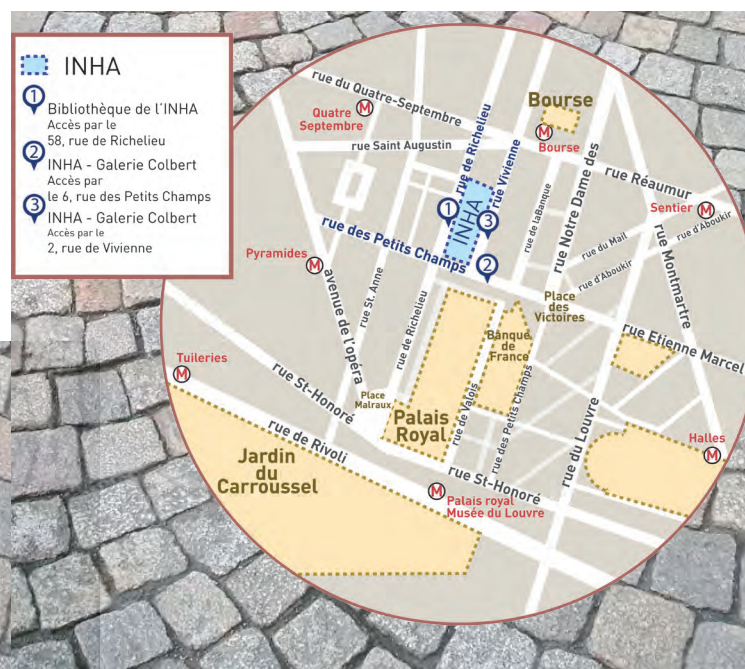 INHA
1
Bibliothèque de l'INHA
Accès par le
58, rue de Richelieu
2
INHA - Galerie Colbert
Accès par
le 6, rue des Petits Champs
3
INHA - Galerie Colbert
Accès par le
2, rue de Vivienne
rue du Quatre-Septembre
M
Quatre
Septembre
Bourse
M
Bourse
rue de Richelieu
rue Vivienne
rue Saint Augustin
rue Notre Dame des
rue Réaumur
rue de laBanque
Sentier
M
1
INHA
3
rue du Mail
rue d'Aboukir
rue d'Aboukir
rue Montmartre
rue des Petits Champs
2
Pyramides
M
avenue de l'opéra
rue St. Anne
rue de Richelieu
Place
des
Victoires
Banque
de
France
rue Etienne Marcel
Tuileries
M
rue St-Honoré
Place
Malraux
Palais
Royal
rue de Valois
rue des Petits Champs
rue du Louvre
Halles
M
rue de Rivoli
rue St-Honoré
Jardin
du
Carroussel
M
Palais royal
Musée du Louvre